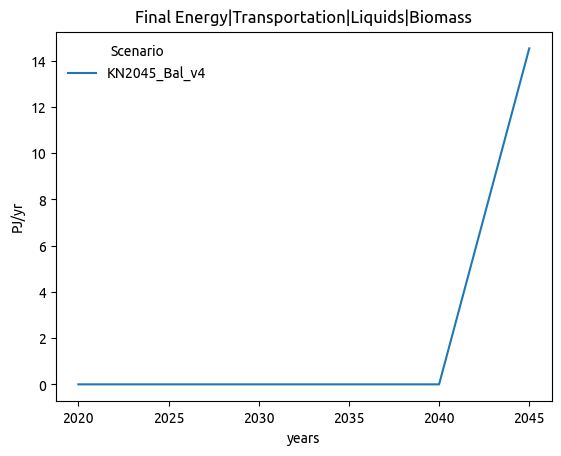 Final Energy|Transportation|Liquids|Biomass
Scenario
KN2045_Bal_v4
14
12
10
8
6
4
2
0
PJ/yr
2020 2025 2030 2035 2040 2045
years